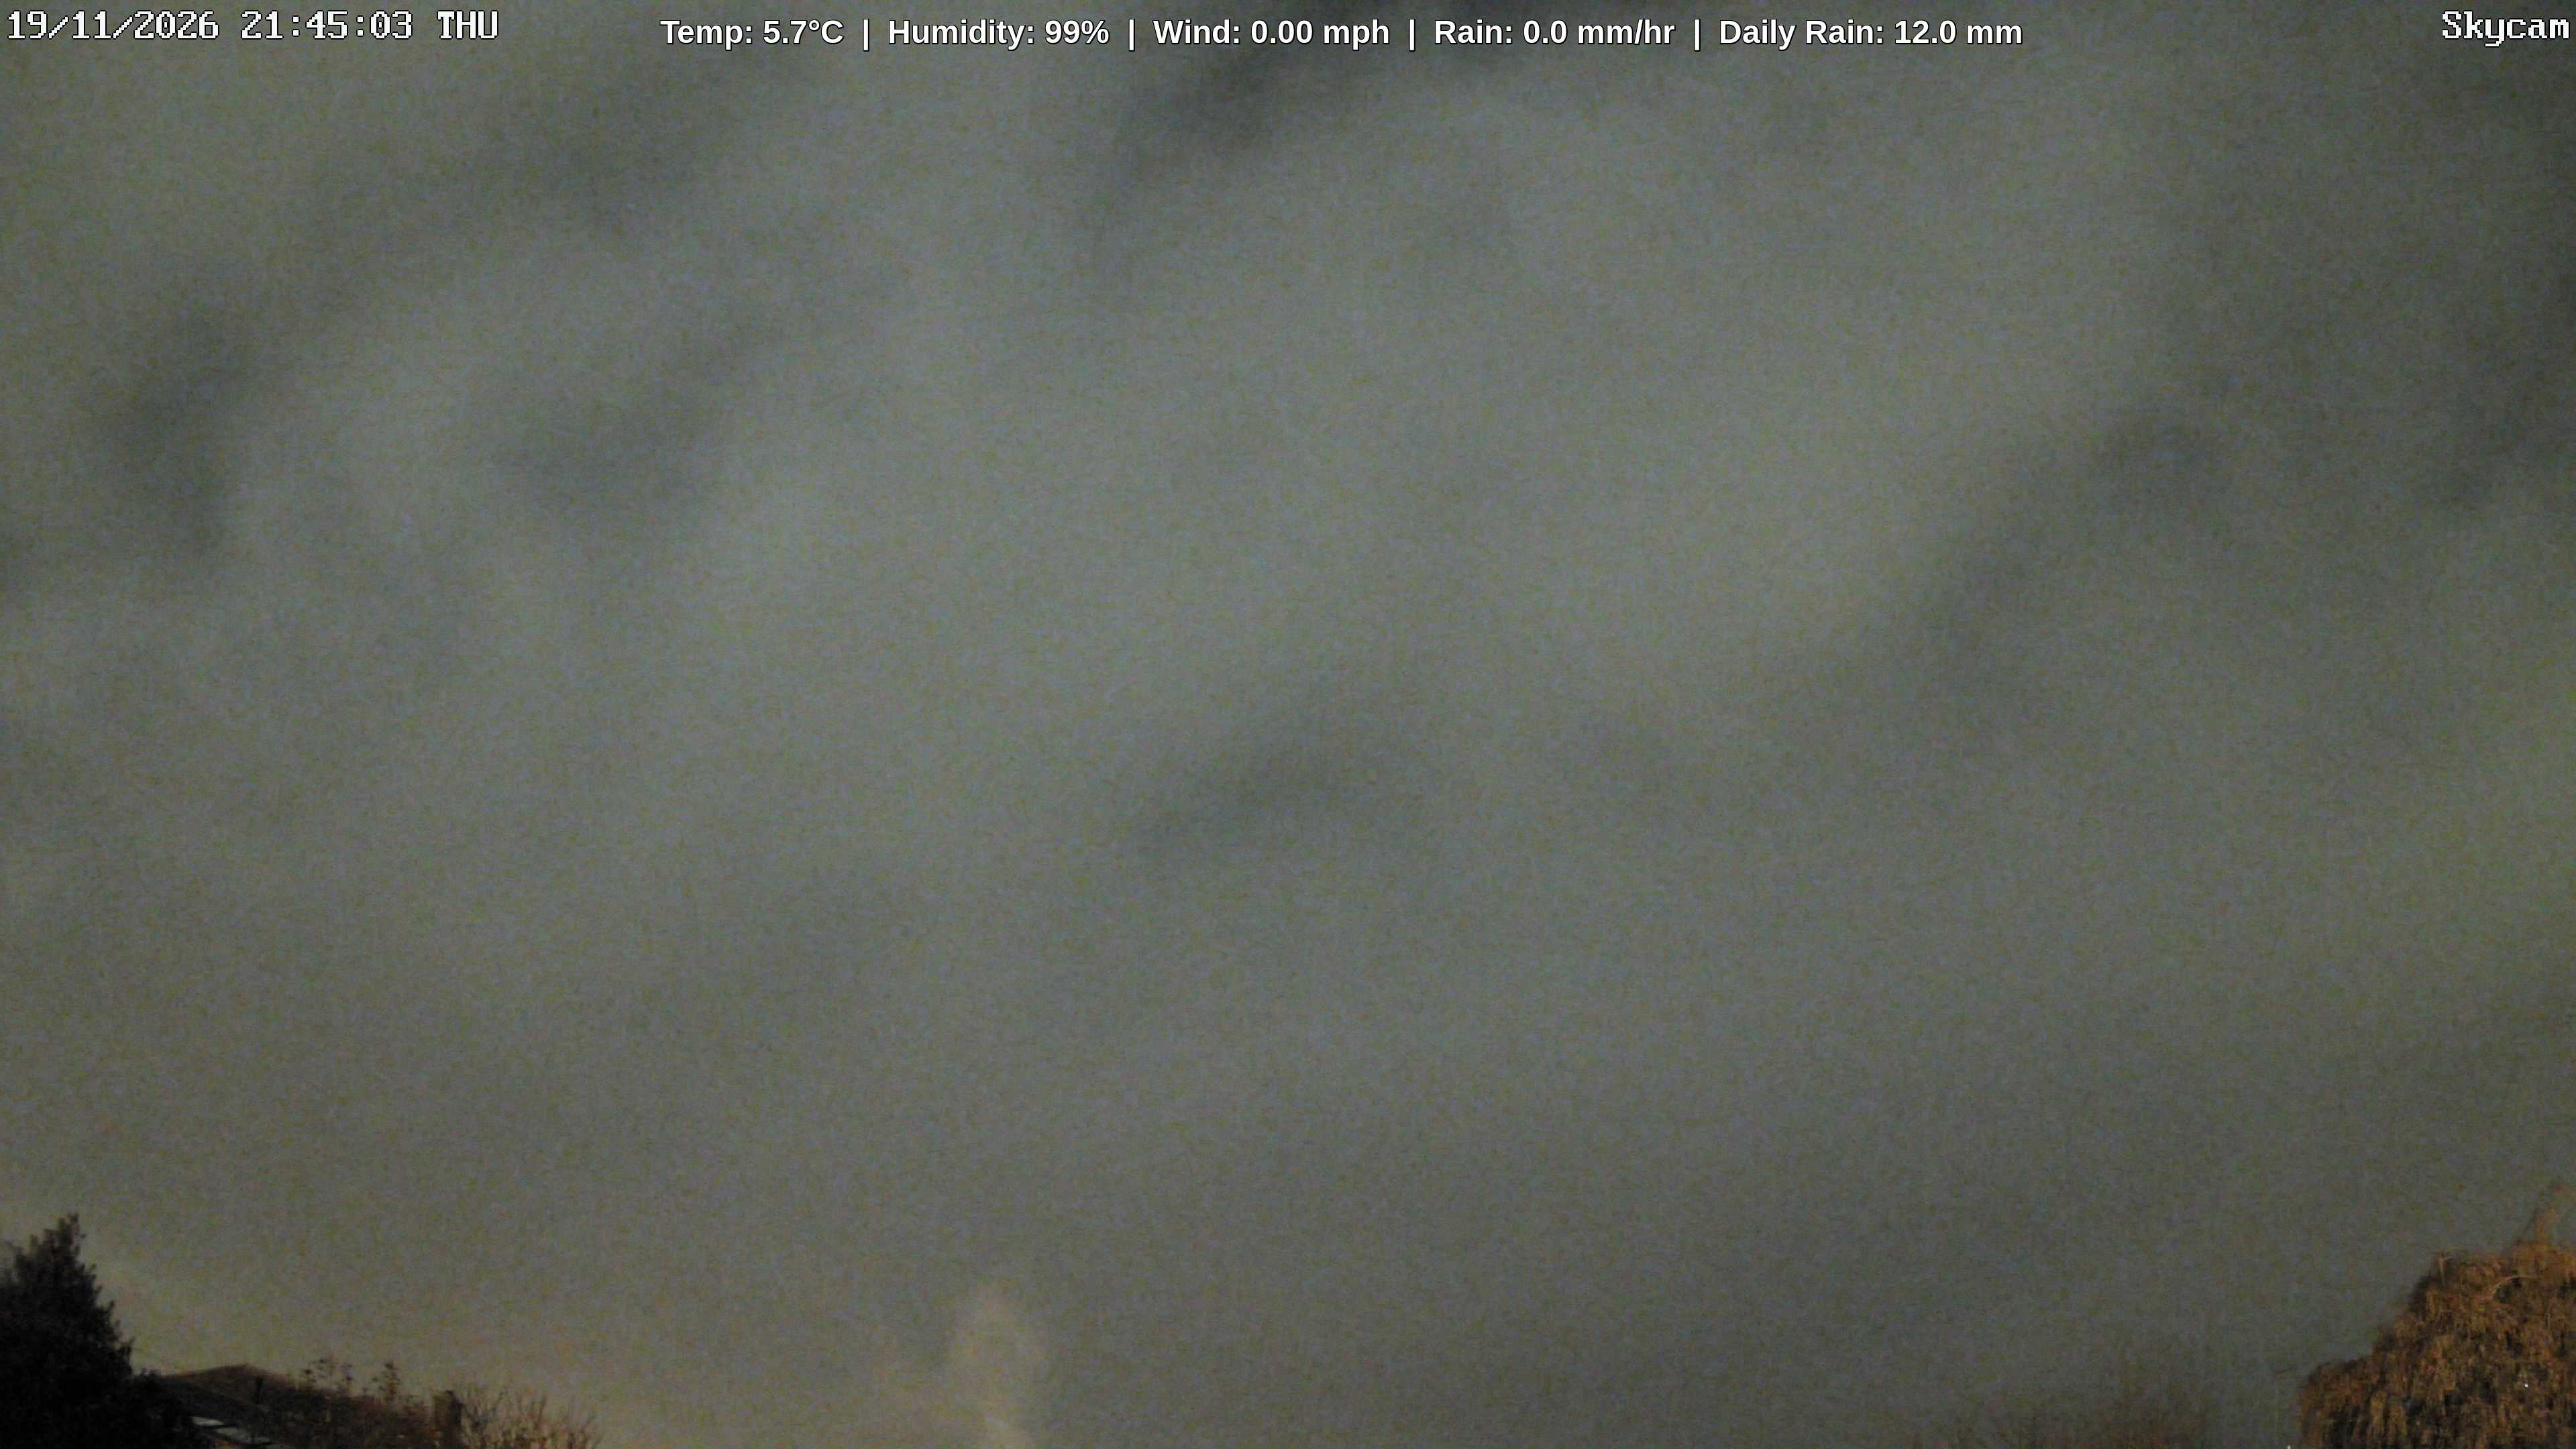 19/11/2026 21:45:03 THU
Temp: 5.7°C | Humidity: 99% | Wind: 0.00 mph | Rain: 0.0 mm/hr | Daily Rain: 12.0 mm
Skycam